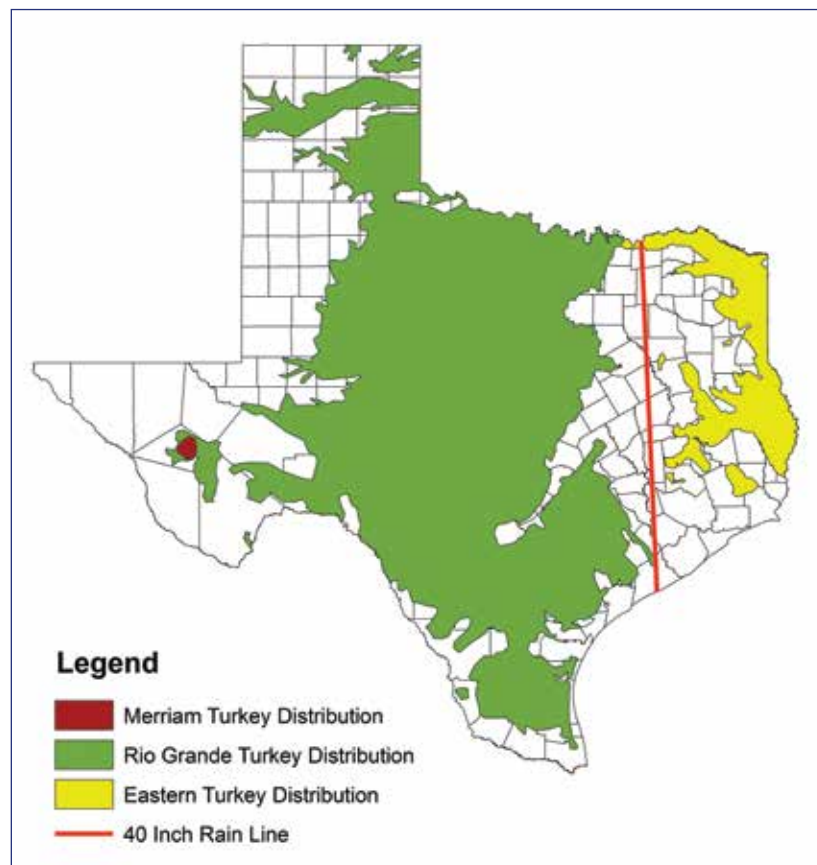 Legend
Merriam Turkey Distribution
Rio Grande Turkey Distribution
Eastern Turkey Distribution
40 Inch Rain Line